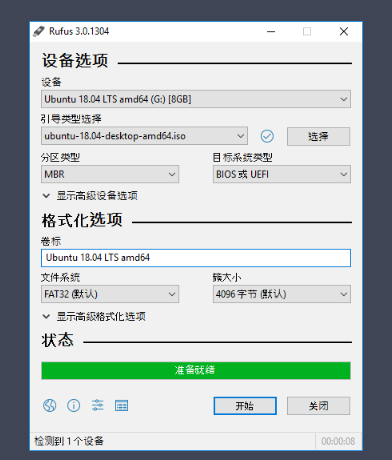 Rufus 3.0.1304
设备选项
设备
Ubuntu 18.04 LTS amd64 (G:) [8GB]
引导类型选择
ubuntu-18.04-desktop-amd64.iso 选择
分区类型 目标系统类型
MBR BIOS 或 UEFI
显示高级设备选项
格式化选项
卷标
Ubuntu 18.04 LTS amd64
文件系统 簇大小
FAT32 (默认) 4096 字节 (默认)
显示高级格式化选项
状态
准备就绪
开始 关闭
检测到 1 个设备 00:00:08